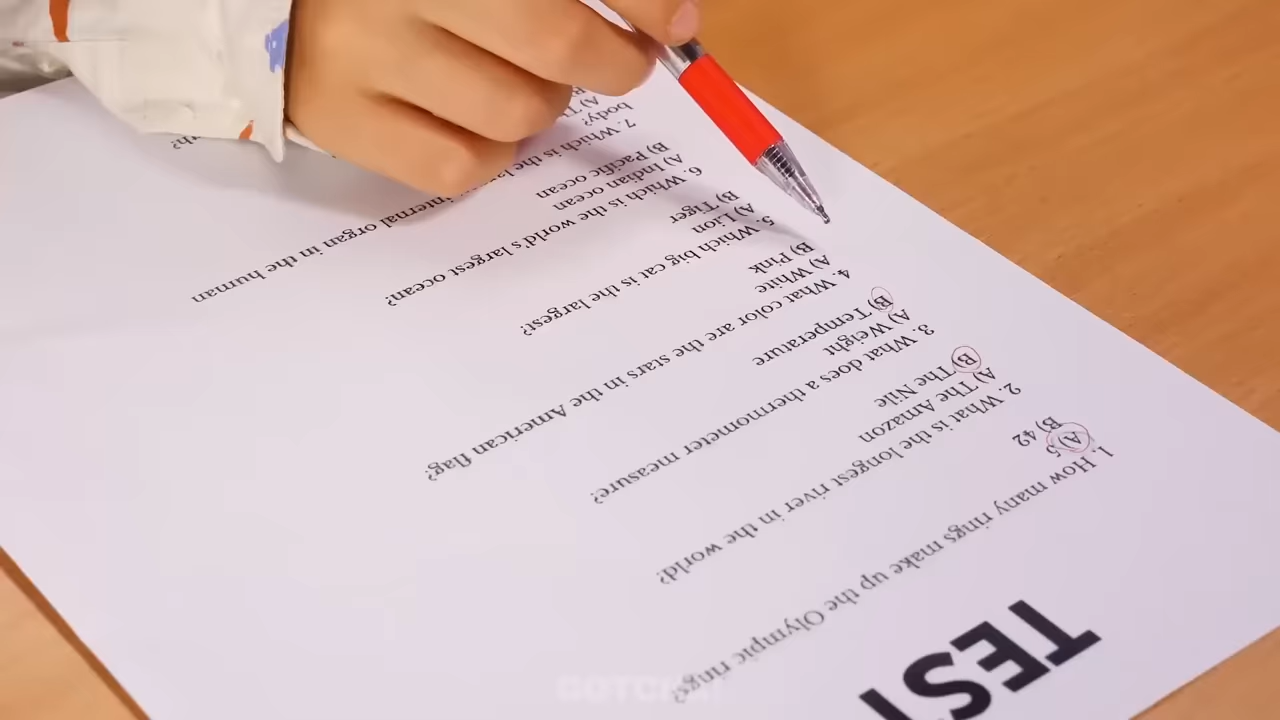 TEST
1. How many rings make up the Olympic rings?
A) 5
B) 42
2. What is the longest river in the world?
A) The Amazon
B) The Nile
3. What does a thermometer measure?
A) Weight
B) Temperature
4. What color are the stars in the American flag?
A) White
B) Pink
5. Which big cat is the largest?
A) Lion
B) Tiger
6. Which is the world's largest ocean?
A) Indian ocean
B) Pacific ocean
7. Which is the internal organ in the human
body?
A)
B)
GOTCHA!